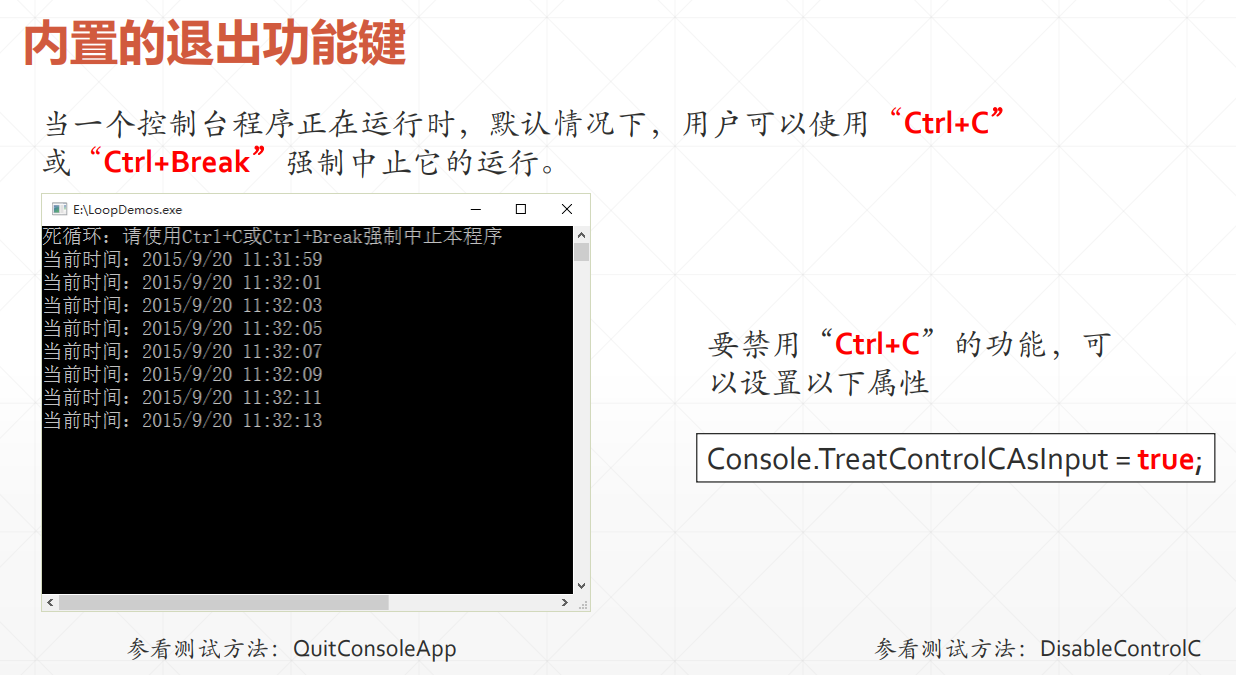 内置的退出功能键
当一个控制台程序正在运行时，默认情况下，用户可以使用“Ctrl+C”
或“Ctrl+Break”强制中止它的运行。
E:\LoopDemos.exe
死循环：请使用Ctrl+C或Ctrl+Break强制中止本程序
当前时间：2015/9/20 11:31:59
当前时间：2015/9/20 11:32:01
当前时间：2015/9/20 11:32:03
当前时间：2015/9/20 11:32:05
当前时间：2015/9/20 11:32:07
当前时间：2015/9/20 11:32:09
当前时间：2015/9/20 11:32:11
当前时间：2015/9/20 11:32:13
要禁用“Ctrl+C”的功能，可
以设置以下属性
Console.TreatControlCAsInput = true;
参看测试方法：QuitConsoleApp
参看测试方法：DisableControlC